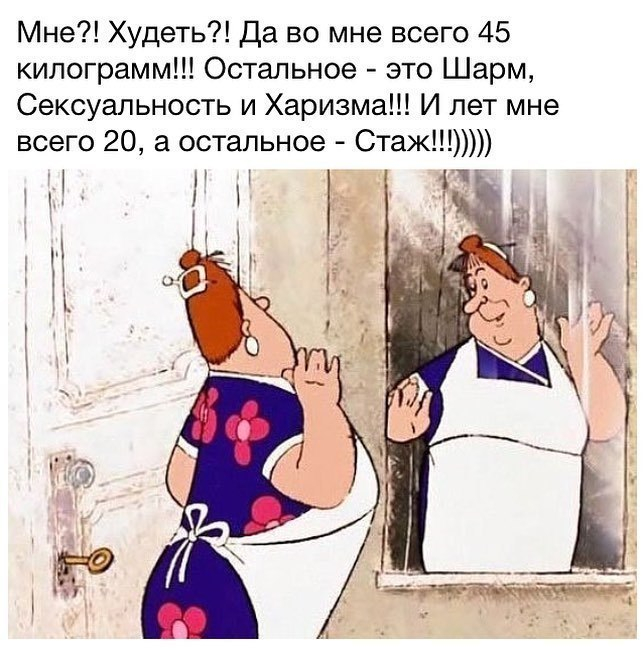 Мне?! Худеть?! Да во мне всего 45
килограмм!!! Остальное - это Шарм,
Сексуальность и Харизма!!! И лет мне
всего 20, а остальное - Стаж!!!)))))